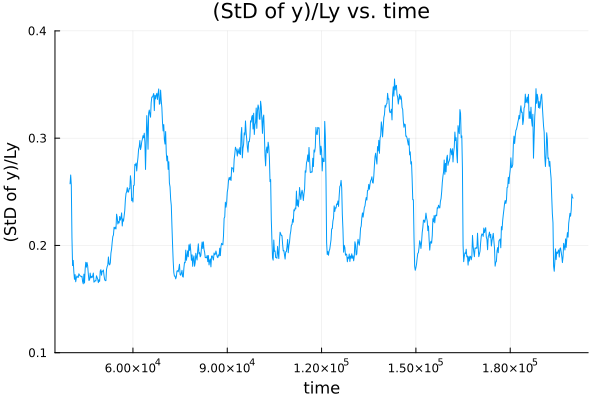 (StD of y)/Ly vs. time
0.4
0.3
(StD of y)/Ly
0.2
0.1
6.00×10⁴ 9.00×10⁴ 1.20×10⁵ 1.50×10⁵ 1.80×10⁵
time